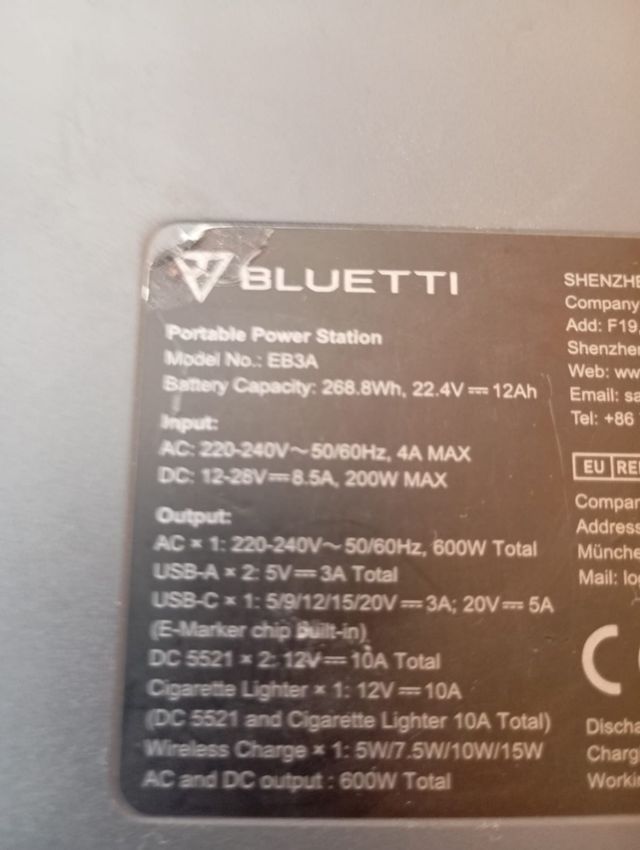 BLUETTI
Portable Power Station
Model No.: EB3A
Battery Capacity: 268.8Wh, 22.4V⎓12Ah
Input:
AC: 220-240V~50/60Hz, 4A MAX
DC: 12-28V⎓8.5A, 200W MAX
Output:
AC × 1: 220-240V~ 50/60Hz, 600W Total
USB-A × 2: 5V⎓3A Total
USB-C × 1: 5/9/12/15/20V⎓3A; 20V⎓5A
(E-Marker chip built-in)
DC 5521 × 2: 12V⎓10A Total
Cigarette Lighter × 1: 12V⎓10A
(DC 5521 and Cigarette Lighter 10A Total)
Wireless Charge × 1: 5W/7.5W/10W/15W
AC and DC output : 600W Total
SHENZHE
Company
Add: F19,
Shenzhen
Web: ww
Email: sa
Tel: +86
EU RE
Compan
Address
Münche
Mail: lo
CE
Discha
Charg
Workin